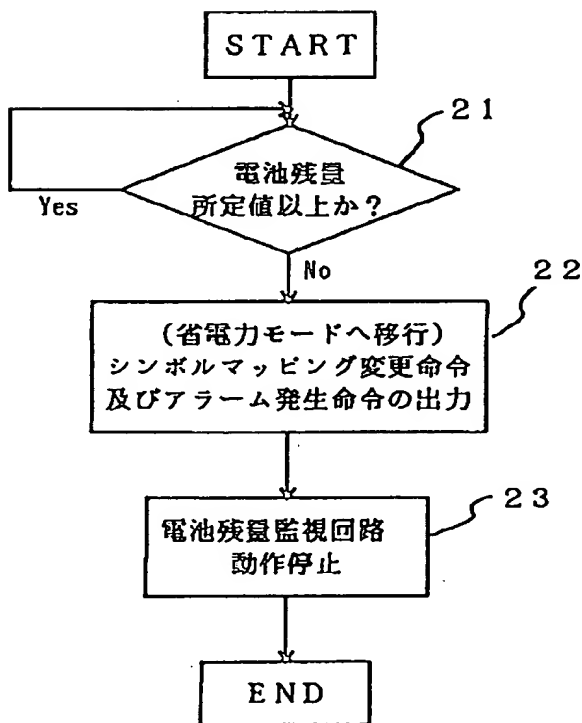 START
21
電池残量
所定値以上か？
Yes
No
22
（省電力モードへ移行）
シンボルマッピング変更命令
及びアラーム発生命令の出力
23
電池残量監視回路
動作停止
END